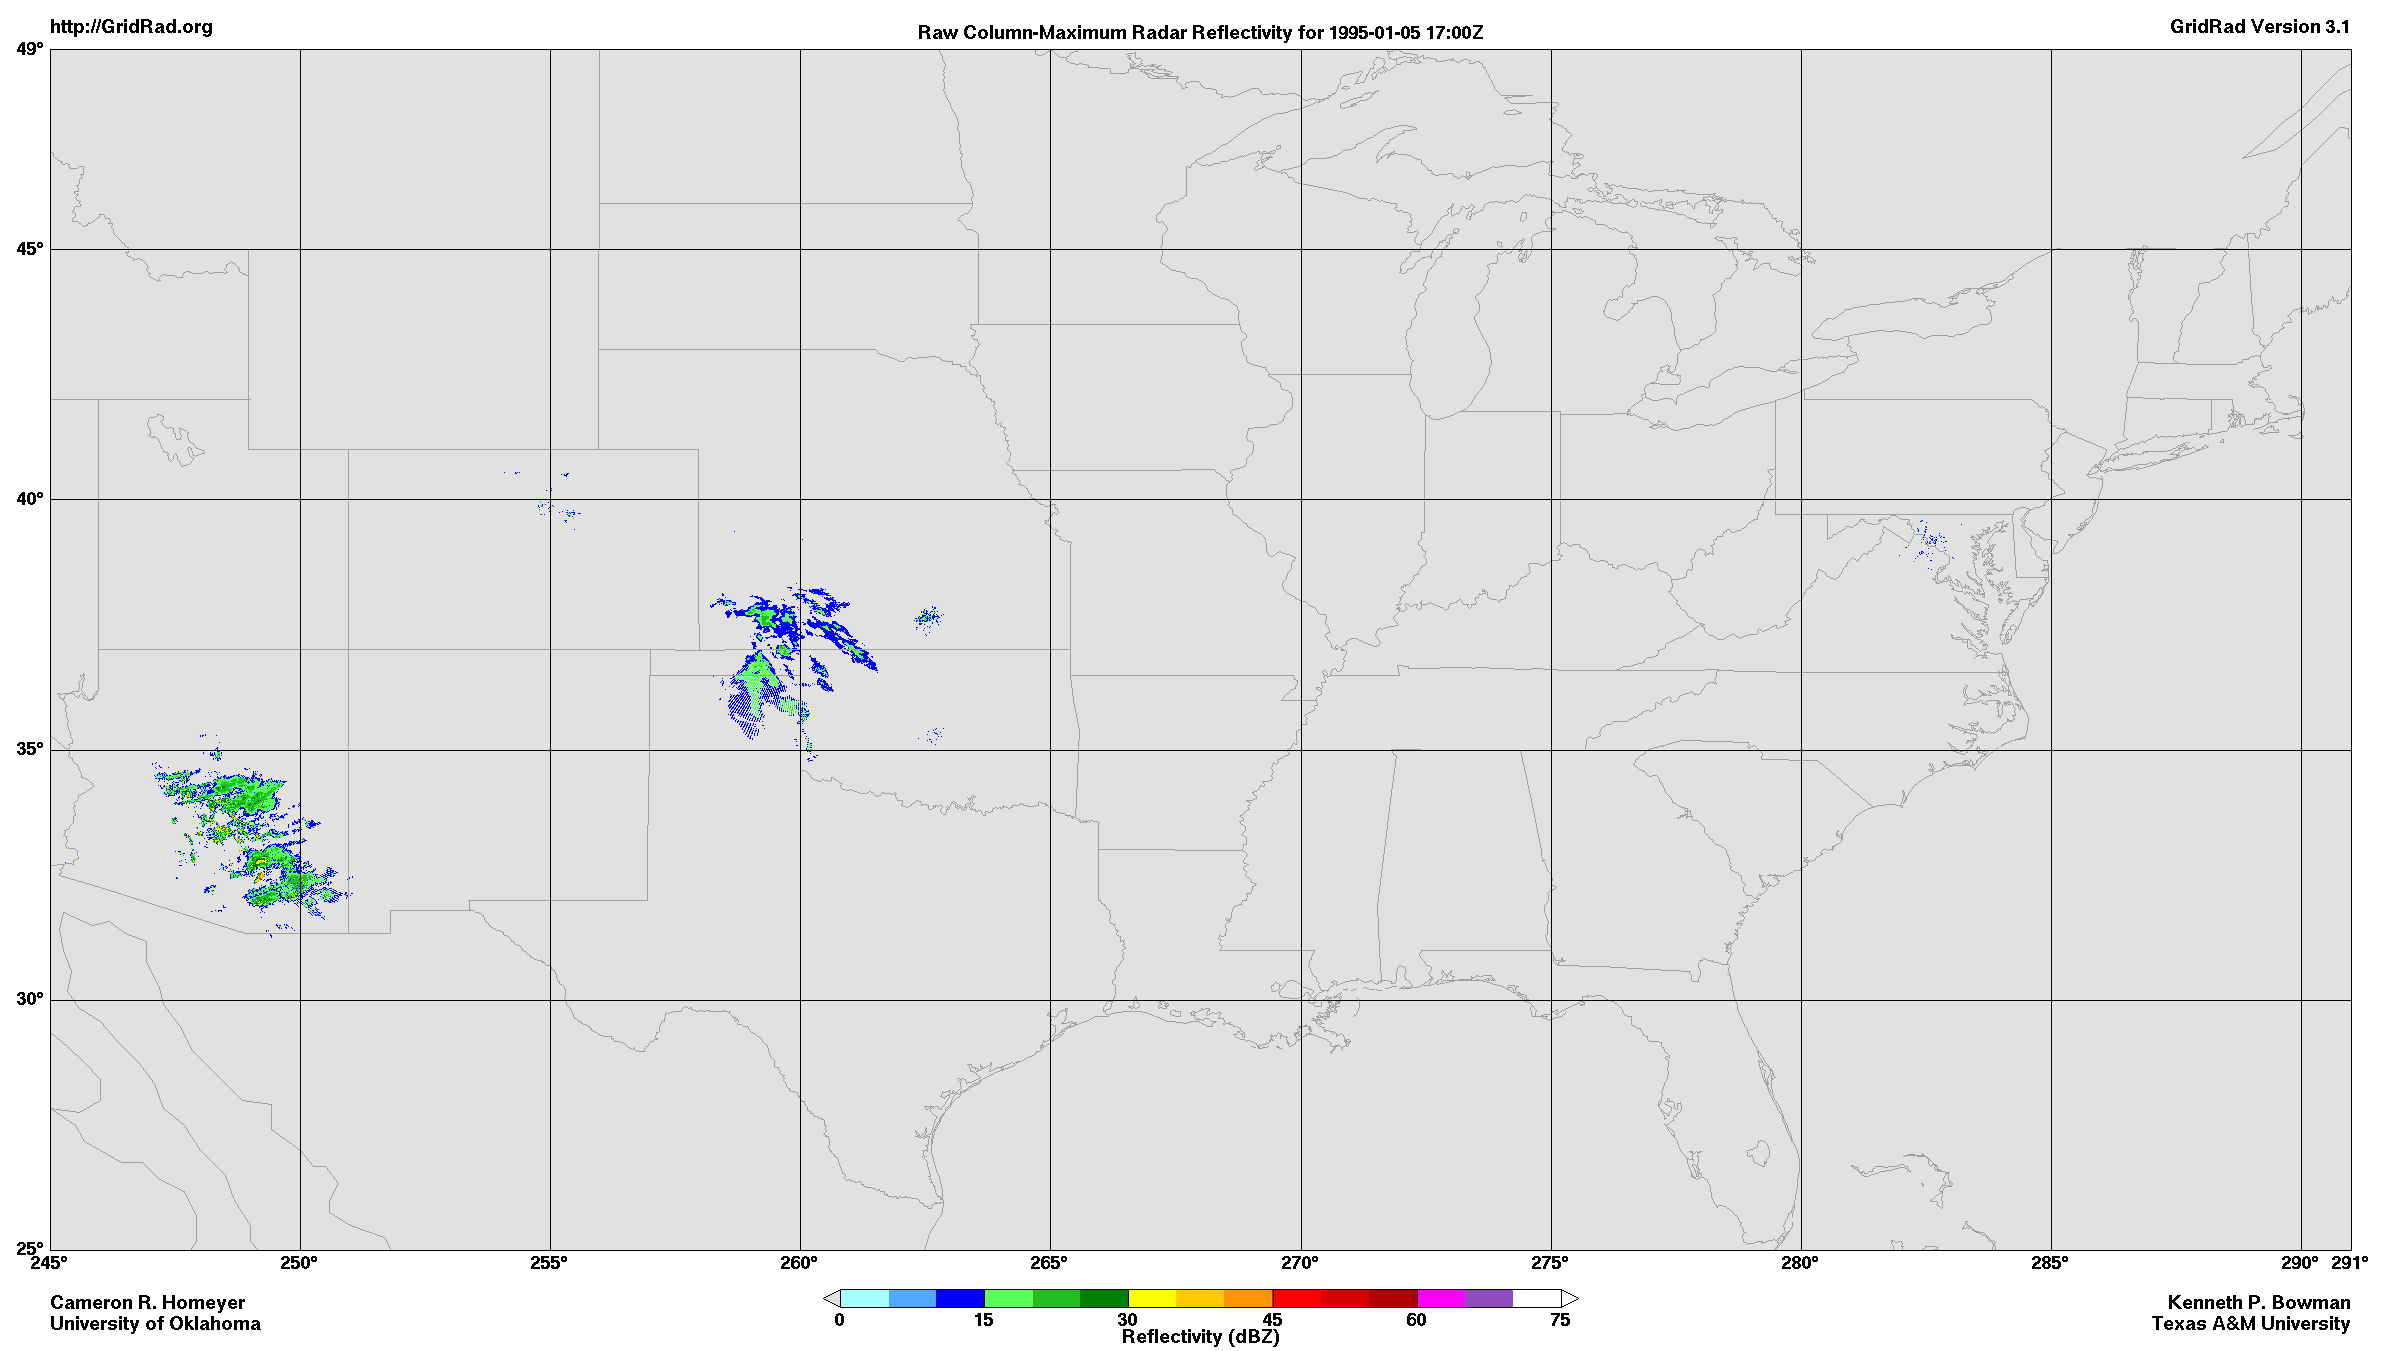 http://GridRad.org
Raw Column-Maximum Radar Reflectivity for 1995-01-05 17:00Z
GridRad Version 3.1
49°
45°
40°
35°
30°
25°
245° 250° 255° 260° 265° 270° 275° 280° 285° 290° 291°
0 15 30 45 60 75
Reflectivity (dBZ)
Cameron R. Homeyer
University of Oklahoma
Kenneth P. Bowman
Texas A&M University